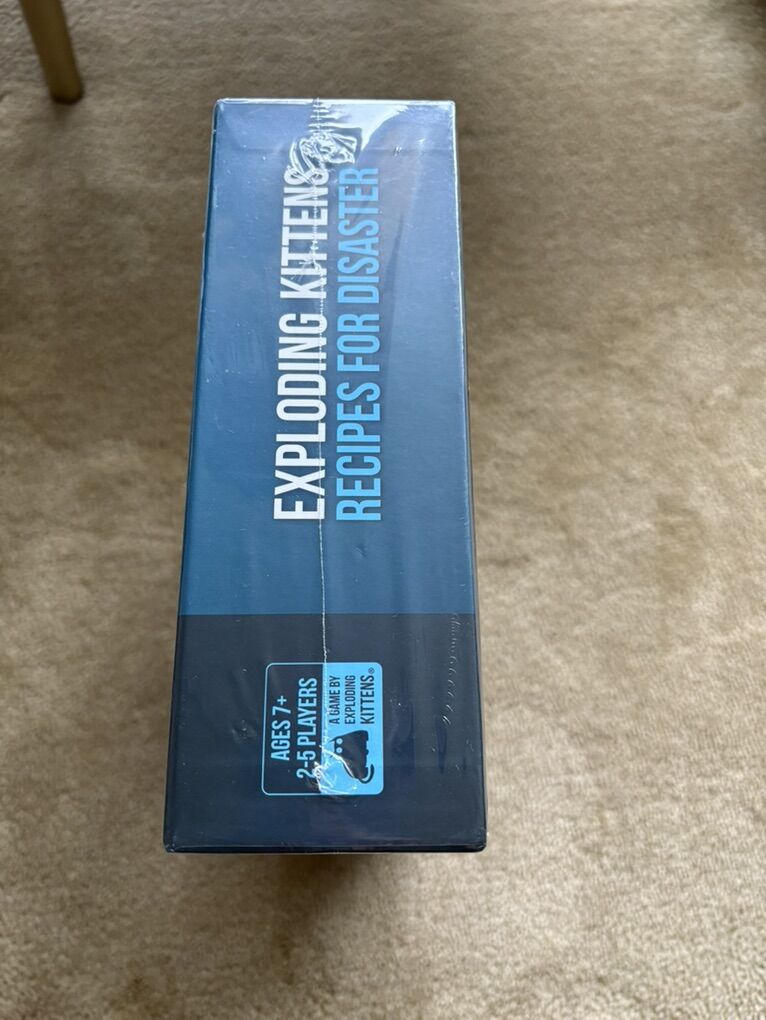 EXPLODING KITTENS
RECIPES FOR DISASTER
AGES 7+
2-5 PLAYERS
A GAME BY
EXPLODING
KITTENS®